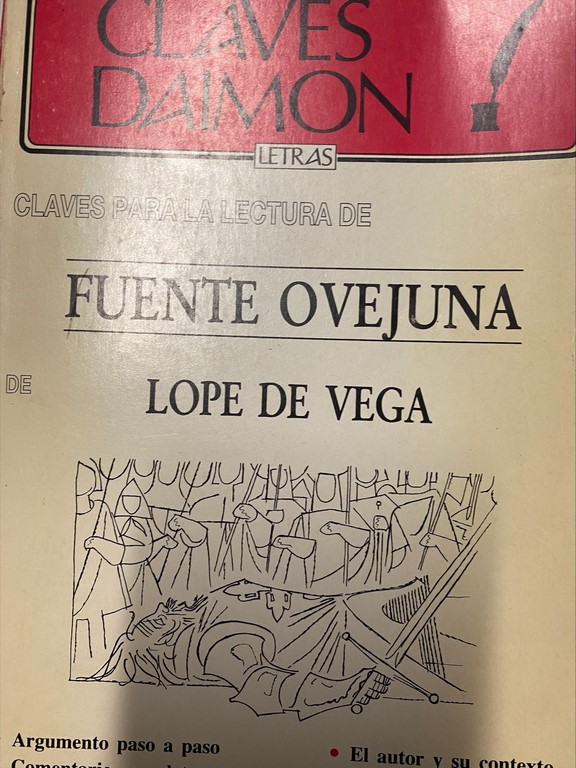 CLAVES
DAIMON
LETRAS
CLAVES PARA LA LECTURA DE
FUENTE OVEJUNA
DE
LOPE DE VEGA
Argumento paso a paso
• El autor y su contexto